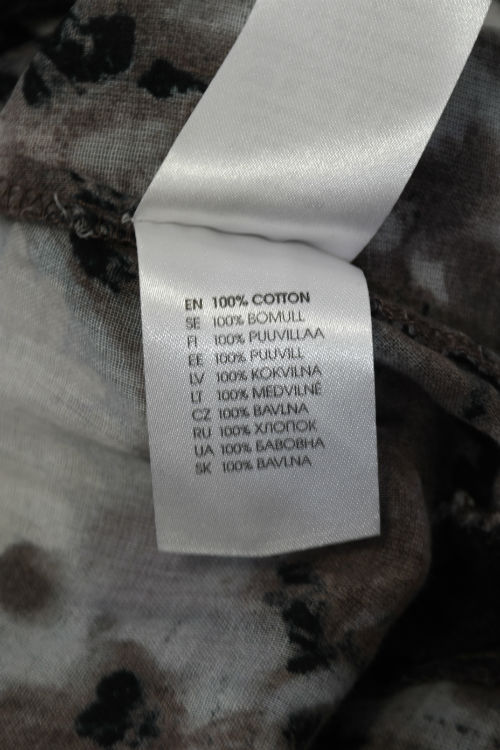 EN 100% COTTON
SE 100% BOMULL
FI 100% PUUVILLAA
EE 100% PUUVILL
LV 100% KOKVILNA
LT 100% MEDVILNĖ
CZ 100% BAVLNA
RU 100% ХЛОПОК
UA 100% БАВОВНА
SK 100% BAVLNA